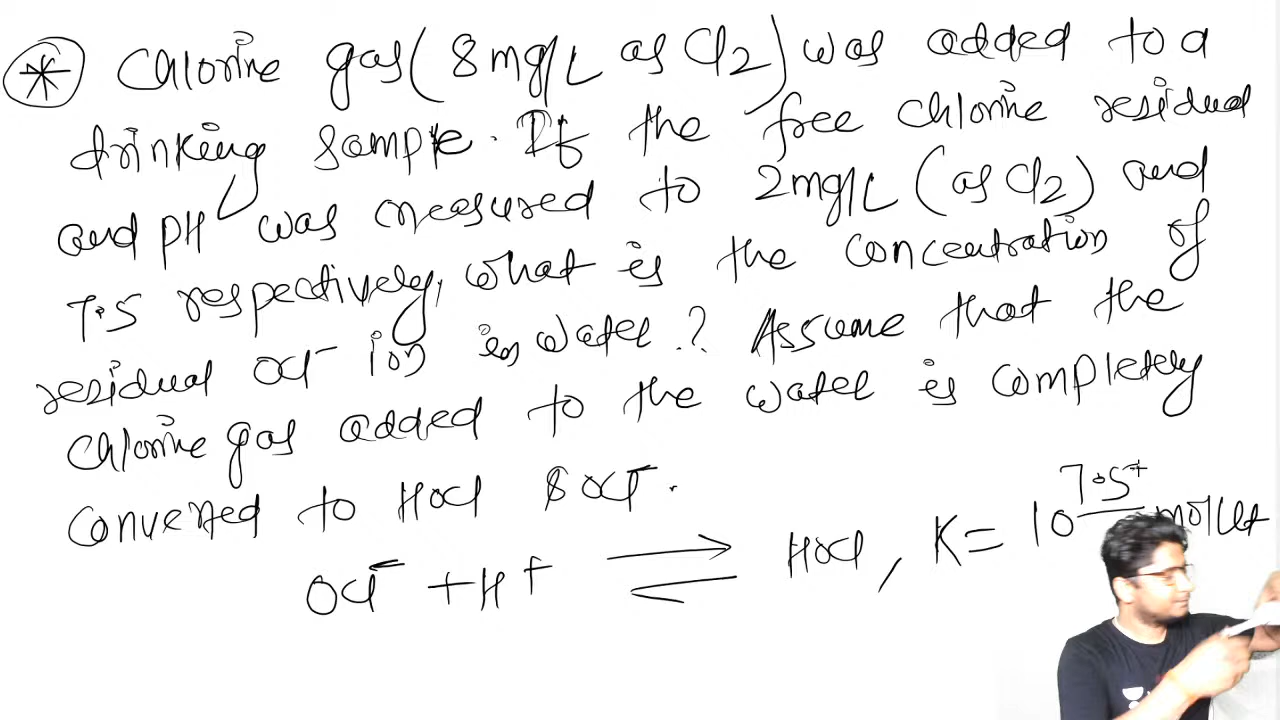 * Chlorine gas (8 mg/L as Cl2) was added to a
drinking sample. If the free chlorine residual
and pH was measured to 2mg/L (as Cl2) and
7.5 respectively, what is the concentration of
residual OCl⁻ ion in water? Assume that the
chlorine gas added to the water is completely
converted to HOCl & OCl⁻.
OCl⁻ + H⁺ ⇌ HOCl, K = 10^7.5